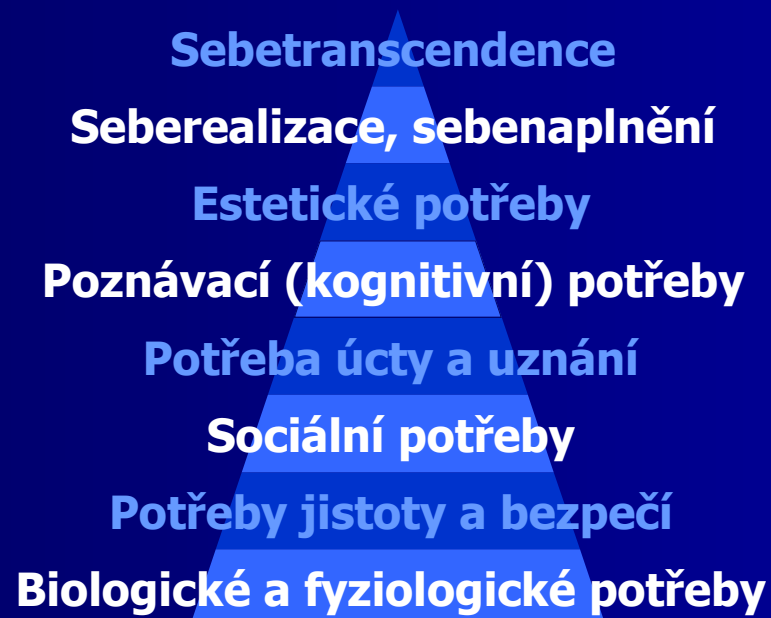 Sebetranscendence
Seberealizace, sebenaplnění
Estetické potřeby
Poznávací (kognitivní) potřeby
Potřeba úcty a uznání
Sociální potřeby
Potřeby jistoty a bezpečí
Biologické a fyziologické potřeby